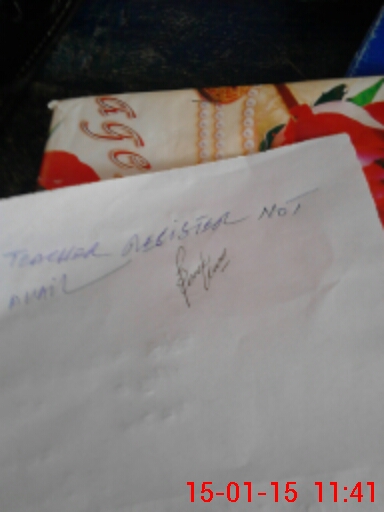 TEACHER REGISTER NOT
AVAIL
15-01-15 11:41